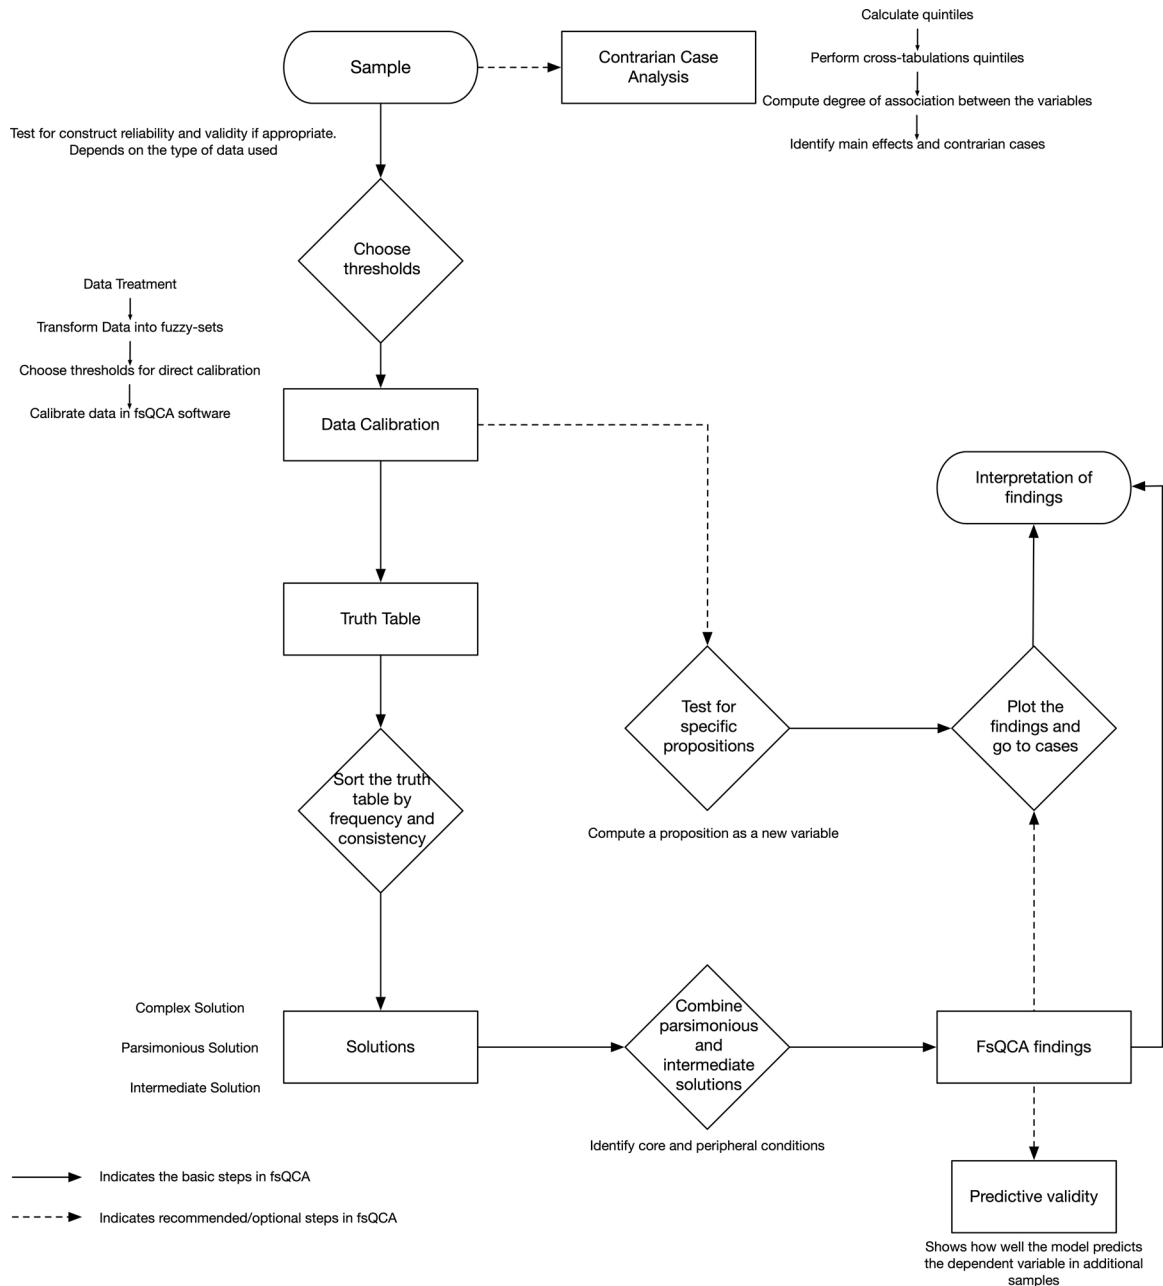 Sample
Contrarian Case
Analysis
Calculate quintiles
Perform cross-tabulations quintiles
Compute degree of association between the variables
Identify main effects and contrarian cases
Test for construct reliability and validity if appropriate.
Depends on the type of data used
Choose
thresholds
Data Treatment
Transform Data into fuzzy-sets
Choose thresholds for direct calibration
Calibrate data in fsQCA software
Data Calibration
Interpretation of
findings
Truth Table
Test for
specific
propositions
Plot the
findings and
go to cases
Sort the truth
table by
frequency and
consistency
Compute a proposition as a new variable
Complex Solution
Parsimonious Solution
Intermediate Solution
Solutions
Combine
parsimonious
and
intermediate
solutions
FsQCA findings
Identify core and peripheral conditions
Indicates the basic steps in fsQCA
Indicates recommended/optional steps in fsQCA
Predictive validity
Shows how well the model predicts
the dependent variable in additional
samples